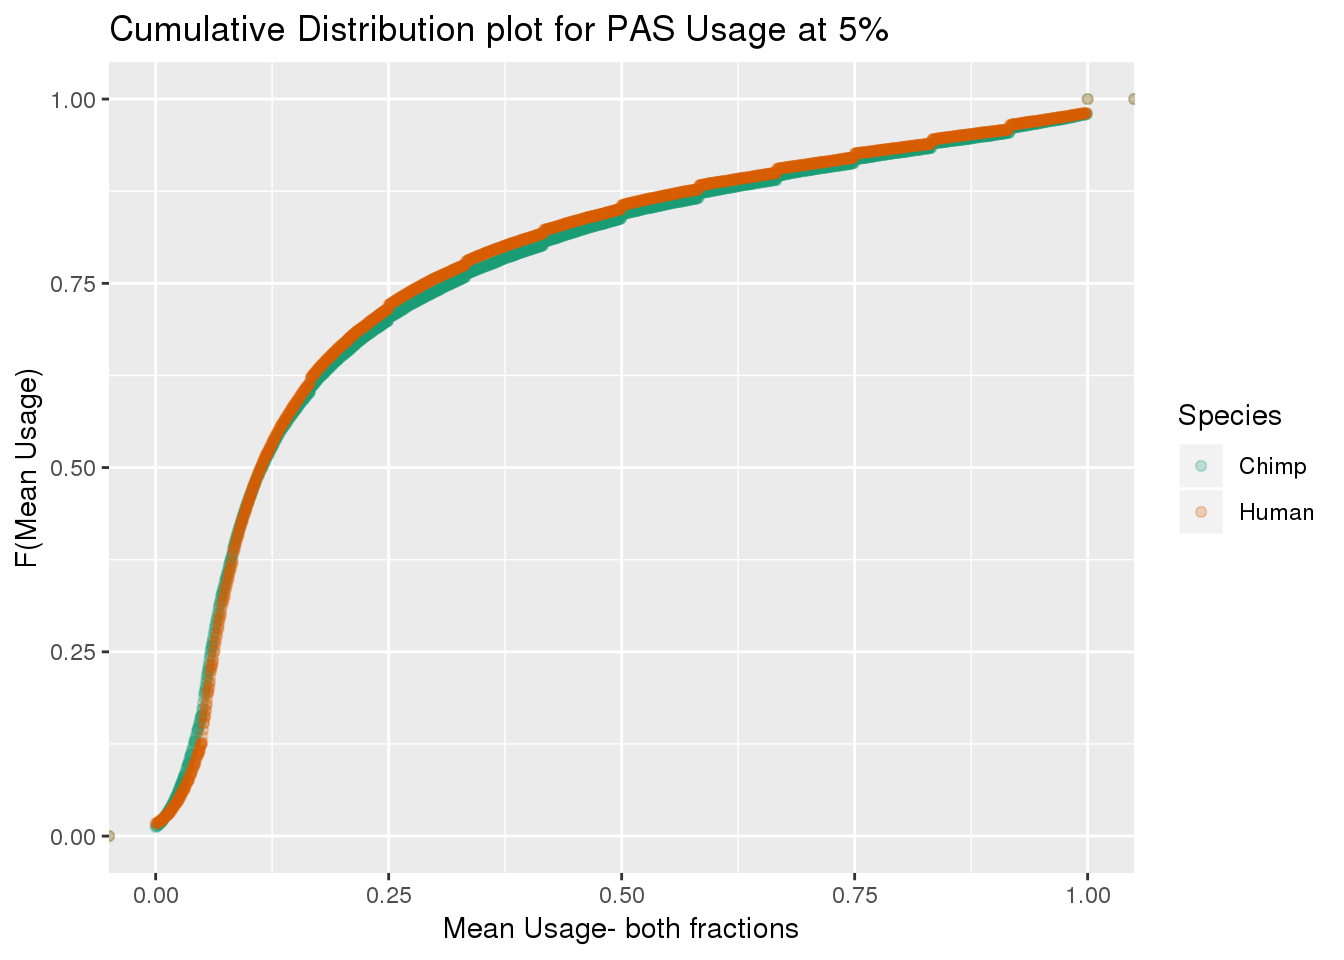 Cumulative Distribution plot for PAS Usage at 5%
1.00
0.75
0.50
0.25
0.00
F(Mean Usage)
0.00 0.25 0.50 0.75 1.00
Mean Usage- both fractions
Species
Chimp
Human